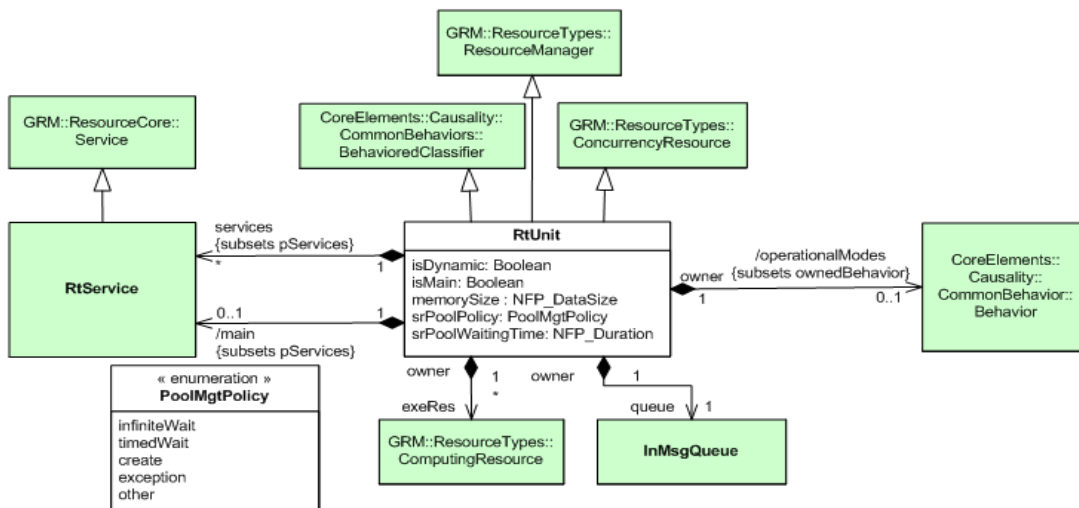 GRM::ResourceTypes::
ResourceManager
GRM::ResourceCore::
Service
CoreElements::Causality::
CommonBehaviors::
BehavioredClassifier
GRM::ResourceTypes::
ConcurrencyResource
RtService
services
{subsets pServices}
*
1
0..1
1
/main
{subsets pServices}
RtUnit
isDynamic: Boolean
isMain: Boolean
memorySize : NFP_DataSize
srPoolPolicy: PoolMgtPolicy
srPoolWaitingTime: NFP_Duration
/operationalModes
owner {subsets ownedBehavior}
1
0..1
CoreElements::
Causality::
CommonBehavior::
Behavior
« enumeration »
PoolMgtPolicy
infiniteWait
timedWait
create
exception
other
owner
1
*
exeRes
owner
1
queue
1
GRM::ResourceTypes::
ComputingResource
InMsgQueue